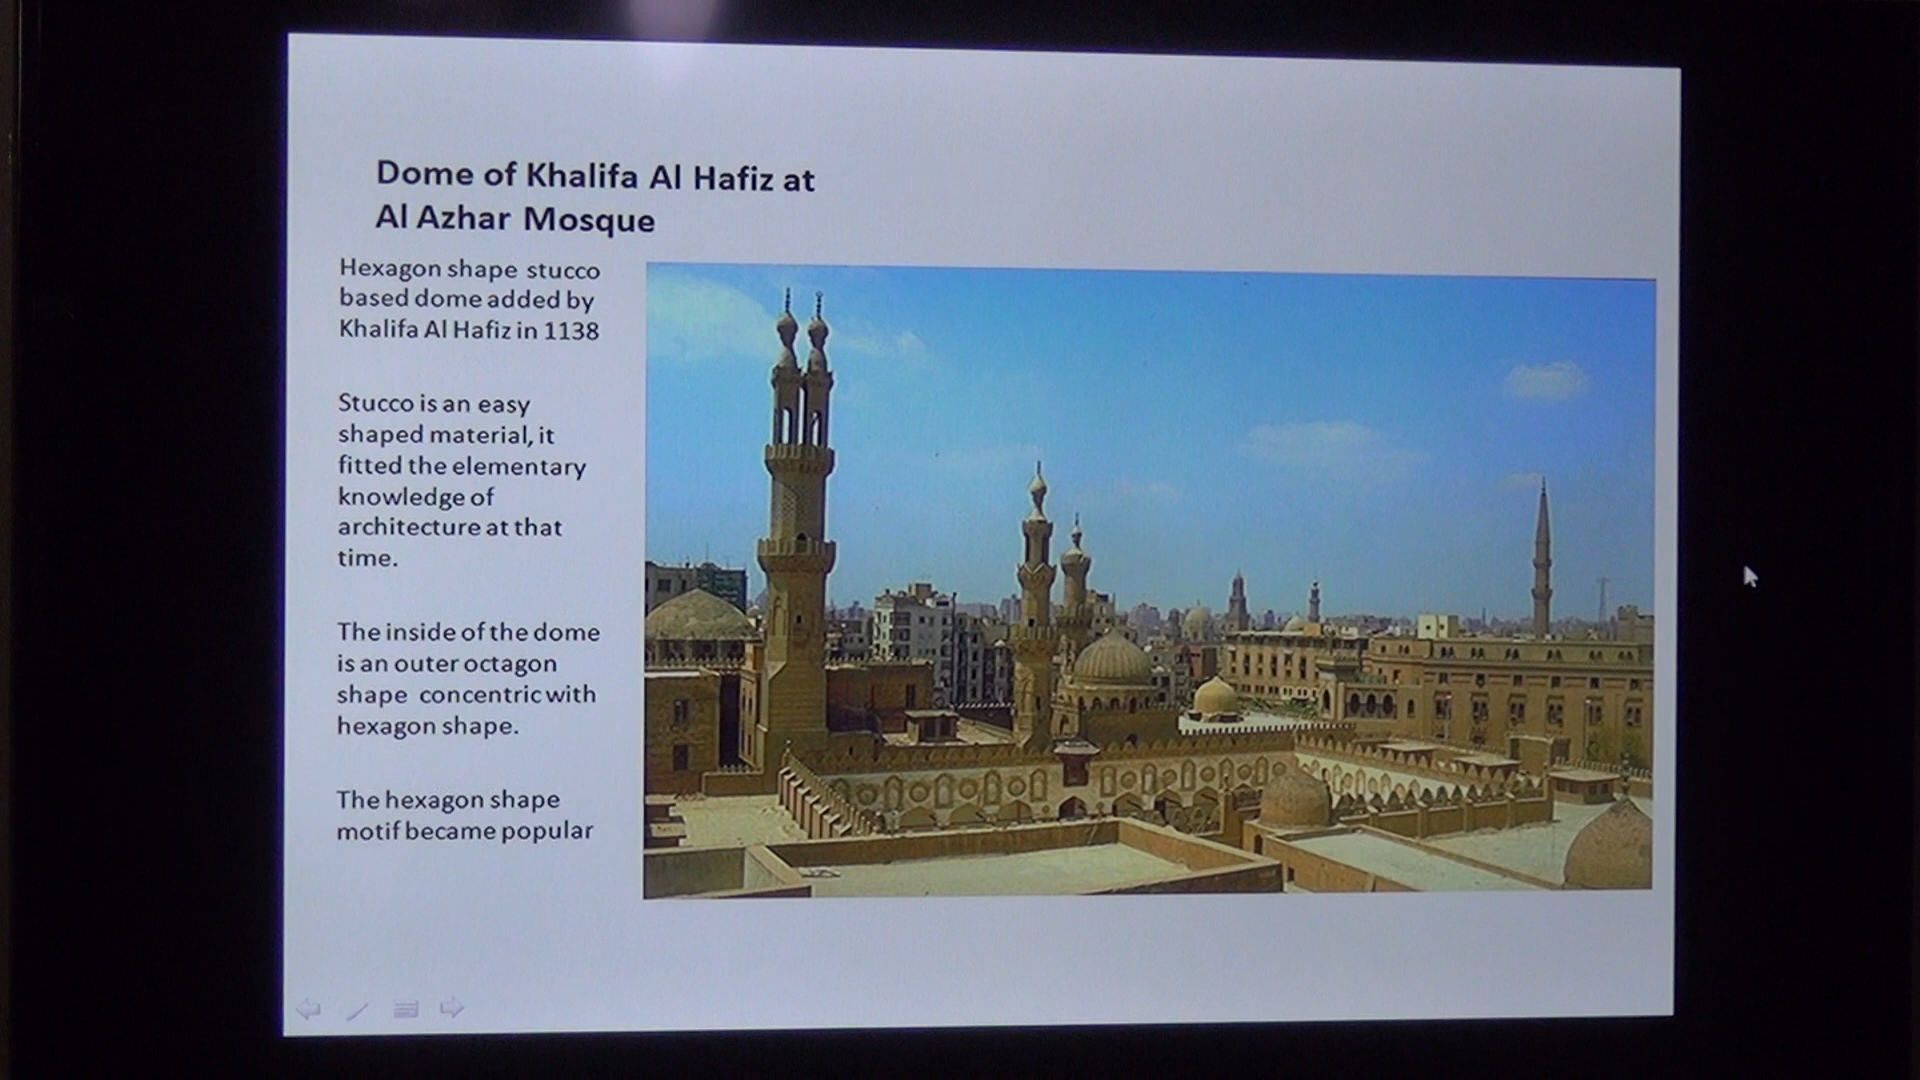 Dome of Khalifa Al Hafiz at
Al Azhar Mosque
Hexagon shape stucco
based dome added by
Khalifa Al Hafiz in 1138
Stucco is an easy
shaped material, it
fitted the elementary
knowledge of
architecture at that
time.
The inside of the dome
is an outer octagon
shape concentric with
hexagon shape.
The hexagon shape
motif became popular